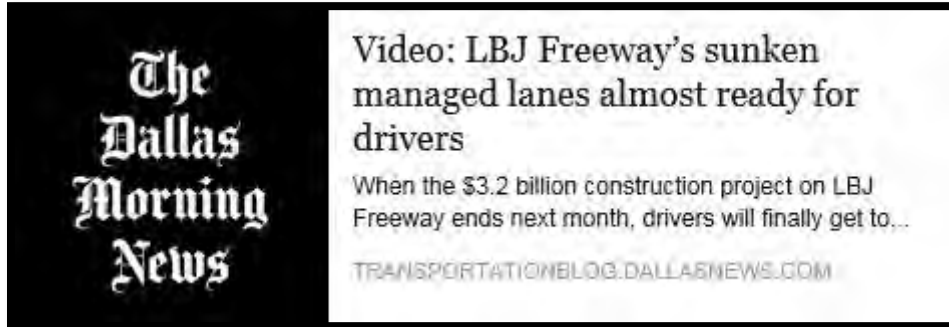 The
Dallas
Morning
News
Video: LBJ Freeway’s sunken
managed lanes almost ready for
drivers
When the $3.2 billion construction project on LBJ
Freeway ends next month, drivers will finally get to...
TRANSPORTATIONBLOG.DALLASNEWS.COM